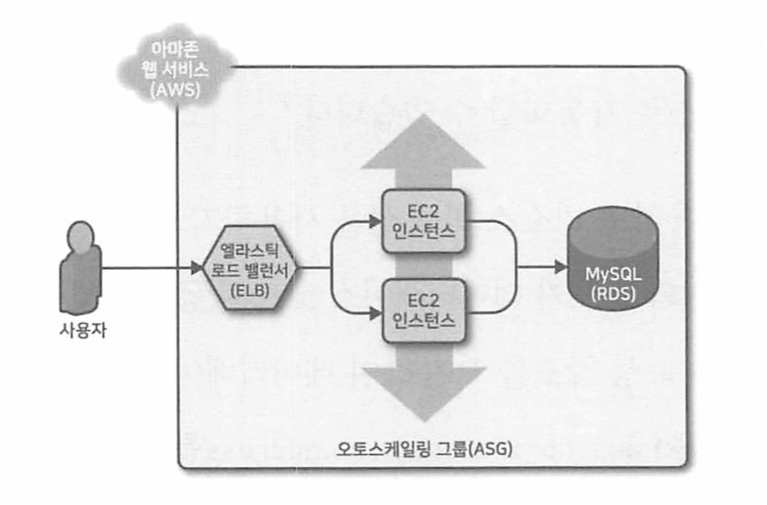 아마존
웹 서비스
(AWS)
사용자
엘라스틱
로드 밸런서
(ELB)
EC2
인스턴스
EC2
인스턴스
MySQL
(RDS)
오토스케일링 그룹(ASG)